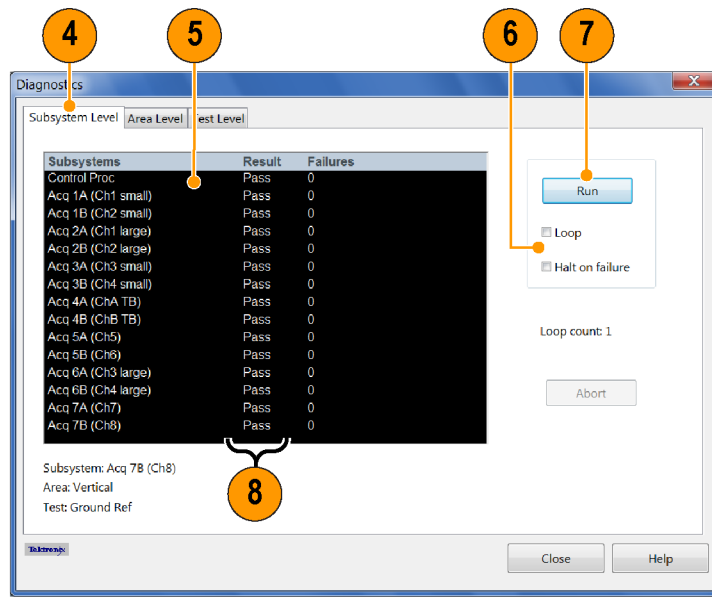 4 5 6 7
Diagnostics
Subsystem Level Area Level Test Level
Subsystems Result Failures
Control Proc Pass 0
Acq 1A (Ch1 small) Pass 0
Acq 1B (Ch2 small) Pass 0
Acq 2A (Ch1 large) Pass 0
Acq 2B (Ch2 large) Pass 0
Acq 3A (Ch3 small) Pass 0
Acq 3B (Ch4 small) Pass 0
Acq 4A (ChA TB) Pass 0
Acq 4B (ChB TB) Pass 0
Acq 5A (Ch5) Pass 0
Acq 5B (Ch6) Pass 0
Acq 6A (Ch3 large) Pass 0
Acq 6B (Ch4 large) Pass 0
Acq 7A (Ch7) Pass 0
Acq 7B (Ch8) Pass 0
Run
Loop
Halt on failure
Loop count: 1
Abort
8
Subsystem: Acq 7B (Ch8)
Area: Vertical
Test: Ground Ref
Tektronix
Close Help